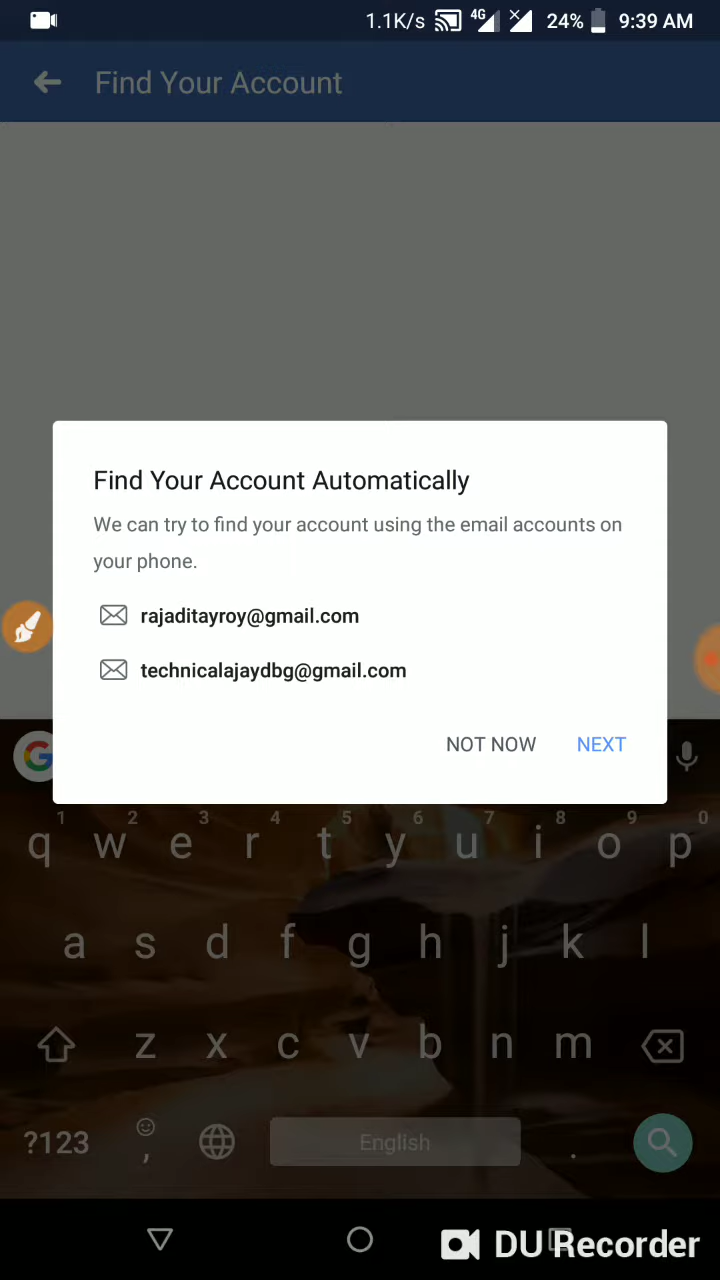 1.1K/s 4G 24% 9:39 AM
Find Your Account
Find Your Account Automatically
We can try to find your account using the email accounts on
your phone.
rajaditayroy@gmail.com
technicalajaydbg@gmail.com
NOT NOW NEXT
G
1 2 3 4 5 6 7 8 9 0
q w e r t y u i o p
a s d f g h j k l
z x c v b n m
?123 , English .
DU Recorder